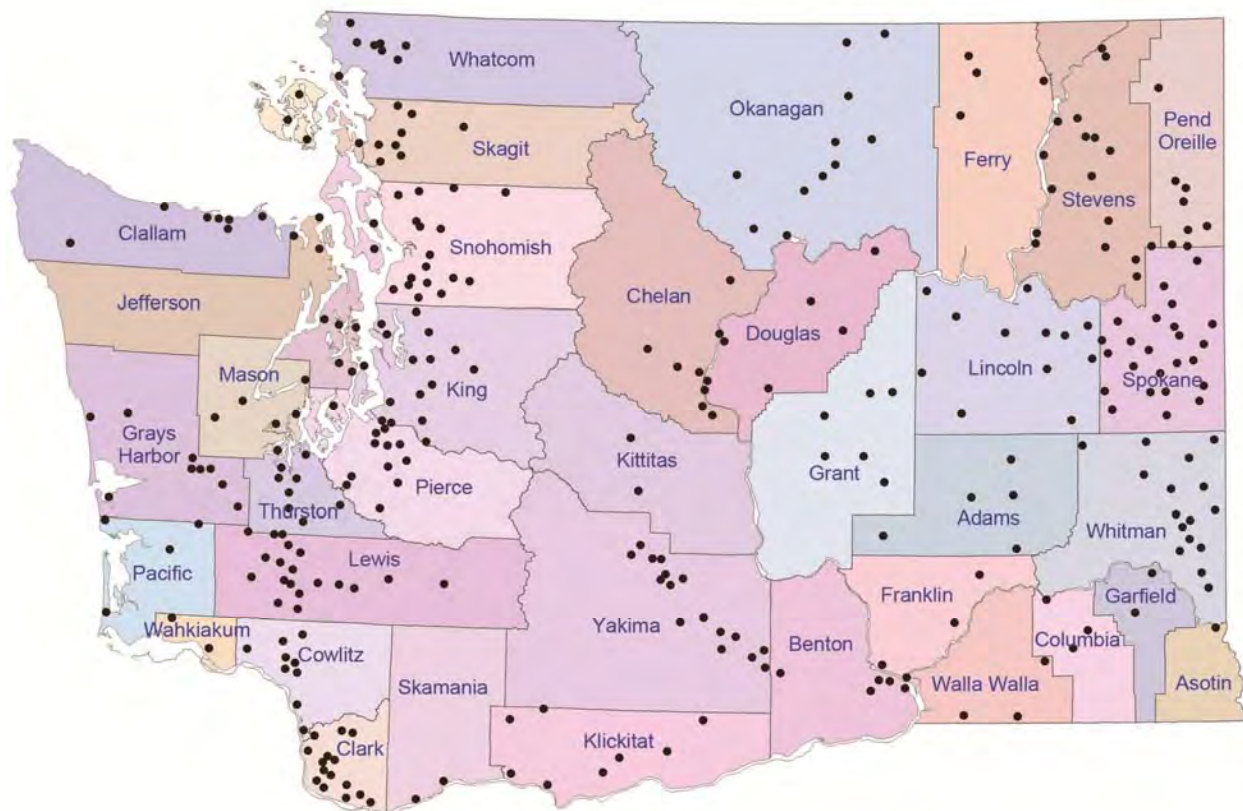 Whatcom
Okanagan
Pend
Oreille
Ferry
Skagit
Stevens
Clallam
Snohomish
Jefferson
Chelan
Douglas
Mason
King
Lincoln
Spokane
Grays
Harbor
Kittitas
Grant
Pierce
Thurston
Adams
Whitman
Lewis
Pacific
Franklin
Garfield
Wahkiakum
Yakima
Benton
Columbia
Cowlitz
Skamania
Walla Walla
Asotin
Clark
Klickitat